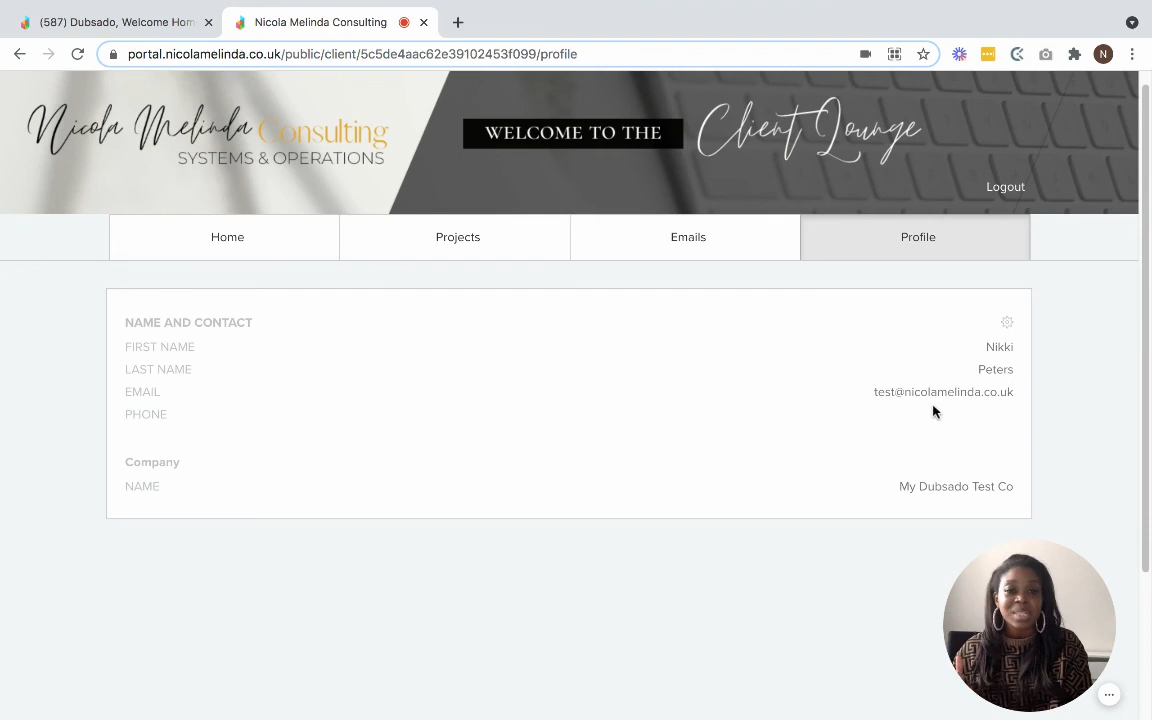 (587) Dubsado, Welcome Hom
Nicola Melinda Consulting
portal.nicolamelinda.co.uk/public/client/5c5de4aac62e39102453f099/profile
N
Nicola Melinda Consulting
SYSTEMS & OPERATIONS
WELCOME TO THE Client Lounge
Logout
Home Projects Emails Profile
NAME AND CONTACT
FIRST NAME Nikki
LAST NAME Peters
EMAIL test@nicolamelinda.co.uk
PHONE
Company
NAME My Dubsado Test Co